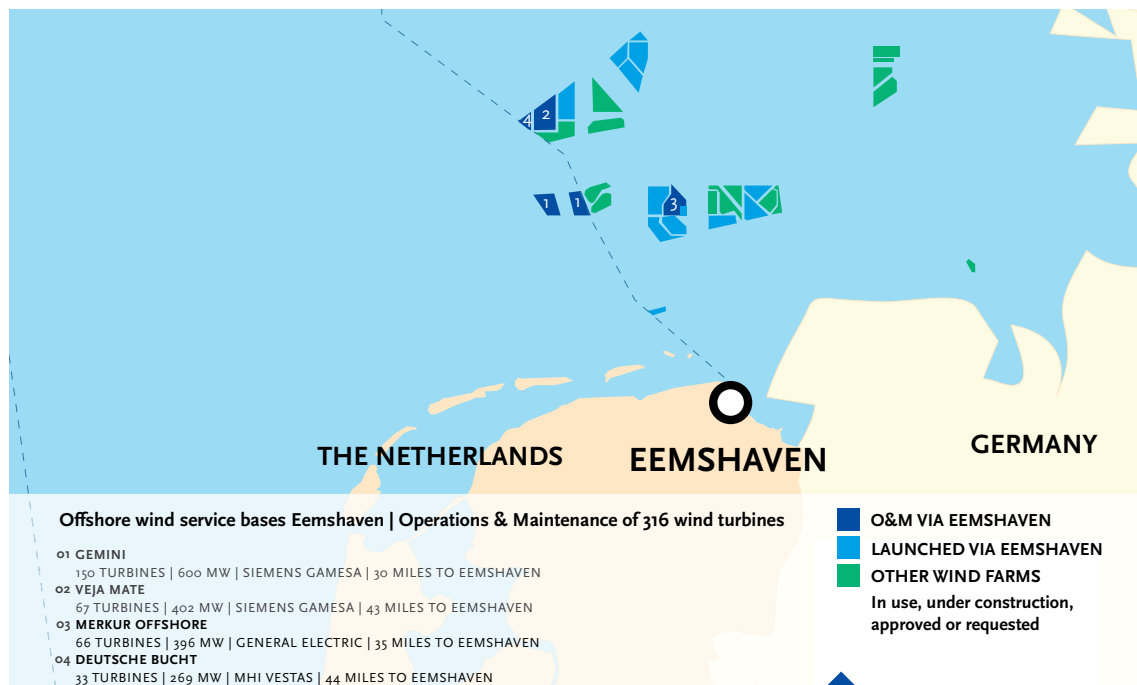 4
2
1
1
3
THE NETHERLANDS
EEMSHAVEN
GERMANY
Offshore wind service bases Eemshaven | Operations & Maintenance of 316 wind turbines
01 GEMINI
150 TURBINES | 600 MW | SIEMENS GAMESA | 30 MILES TO EEMSHAVEN
02 VEJA MATE
67 TURBINES | 402 MW | SIEMENS GAMESA | 43 MILES TO EEMSHAVEN
03 MERKUR OFFSHORE
66 TURBINES | 396 MW | GENERAL ELECTRIC | 35 MILES TO EEMSHAVEN
04 DEUTSCHE BUCHT
33 TURBINES | 269 MW | MHI VESTAS | 44 MILES TO EEMSHAVEN
O&M VIA EEMSHAVEN
LAUNCHED VIA EEMSHAVEN
OTHER WIND FARMS
In use, under construction,
approved or requested